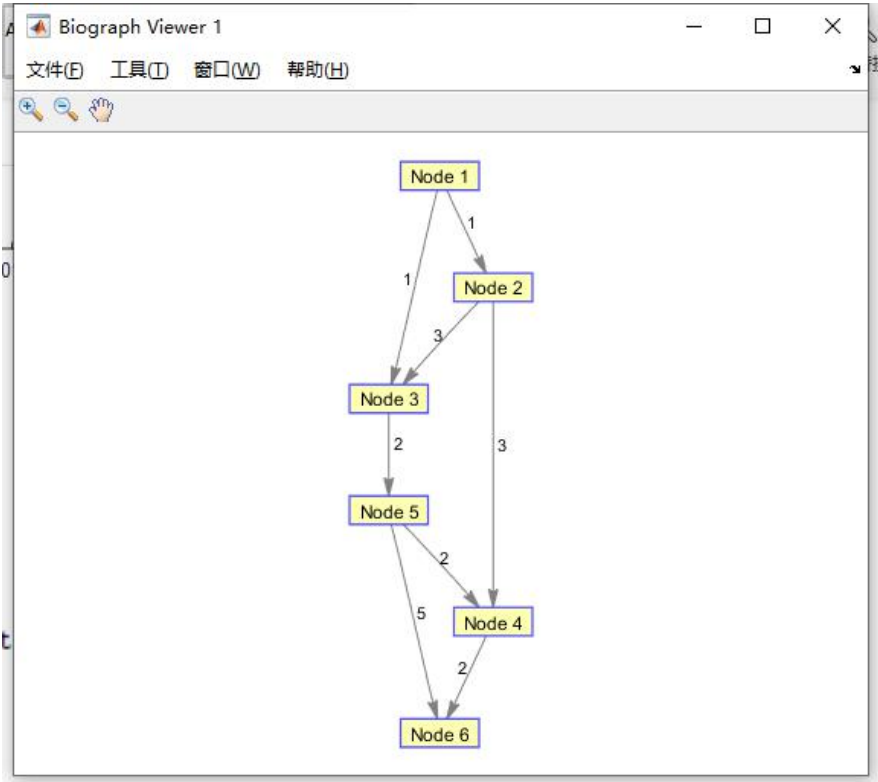 Biograph Viewer 1
文件(F) 工具(T) 窗口(W) 帮助(H)
Node 1
1
Node 2
1
3
Node 3
2
3
Node 5
2
5
Node 4
2
Node 6
0
t